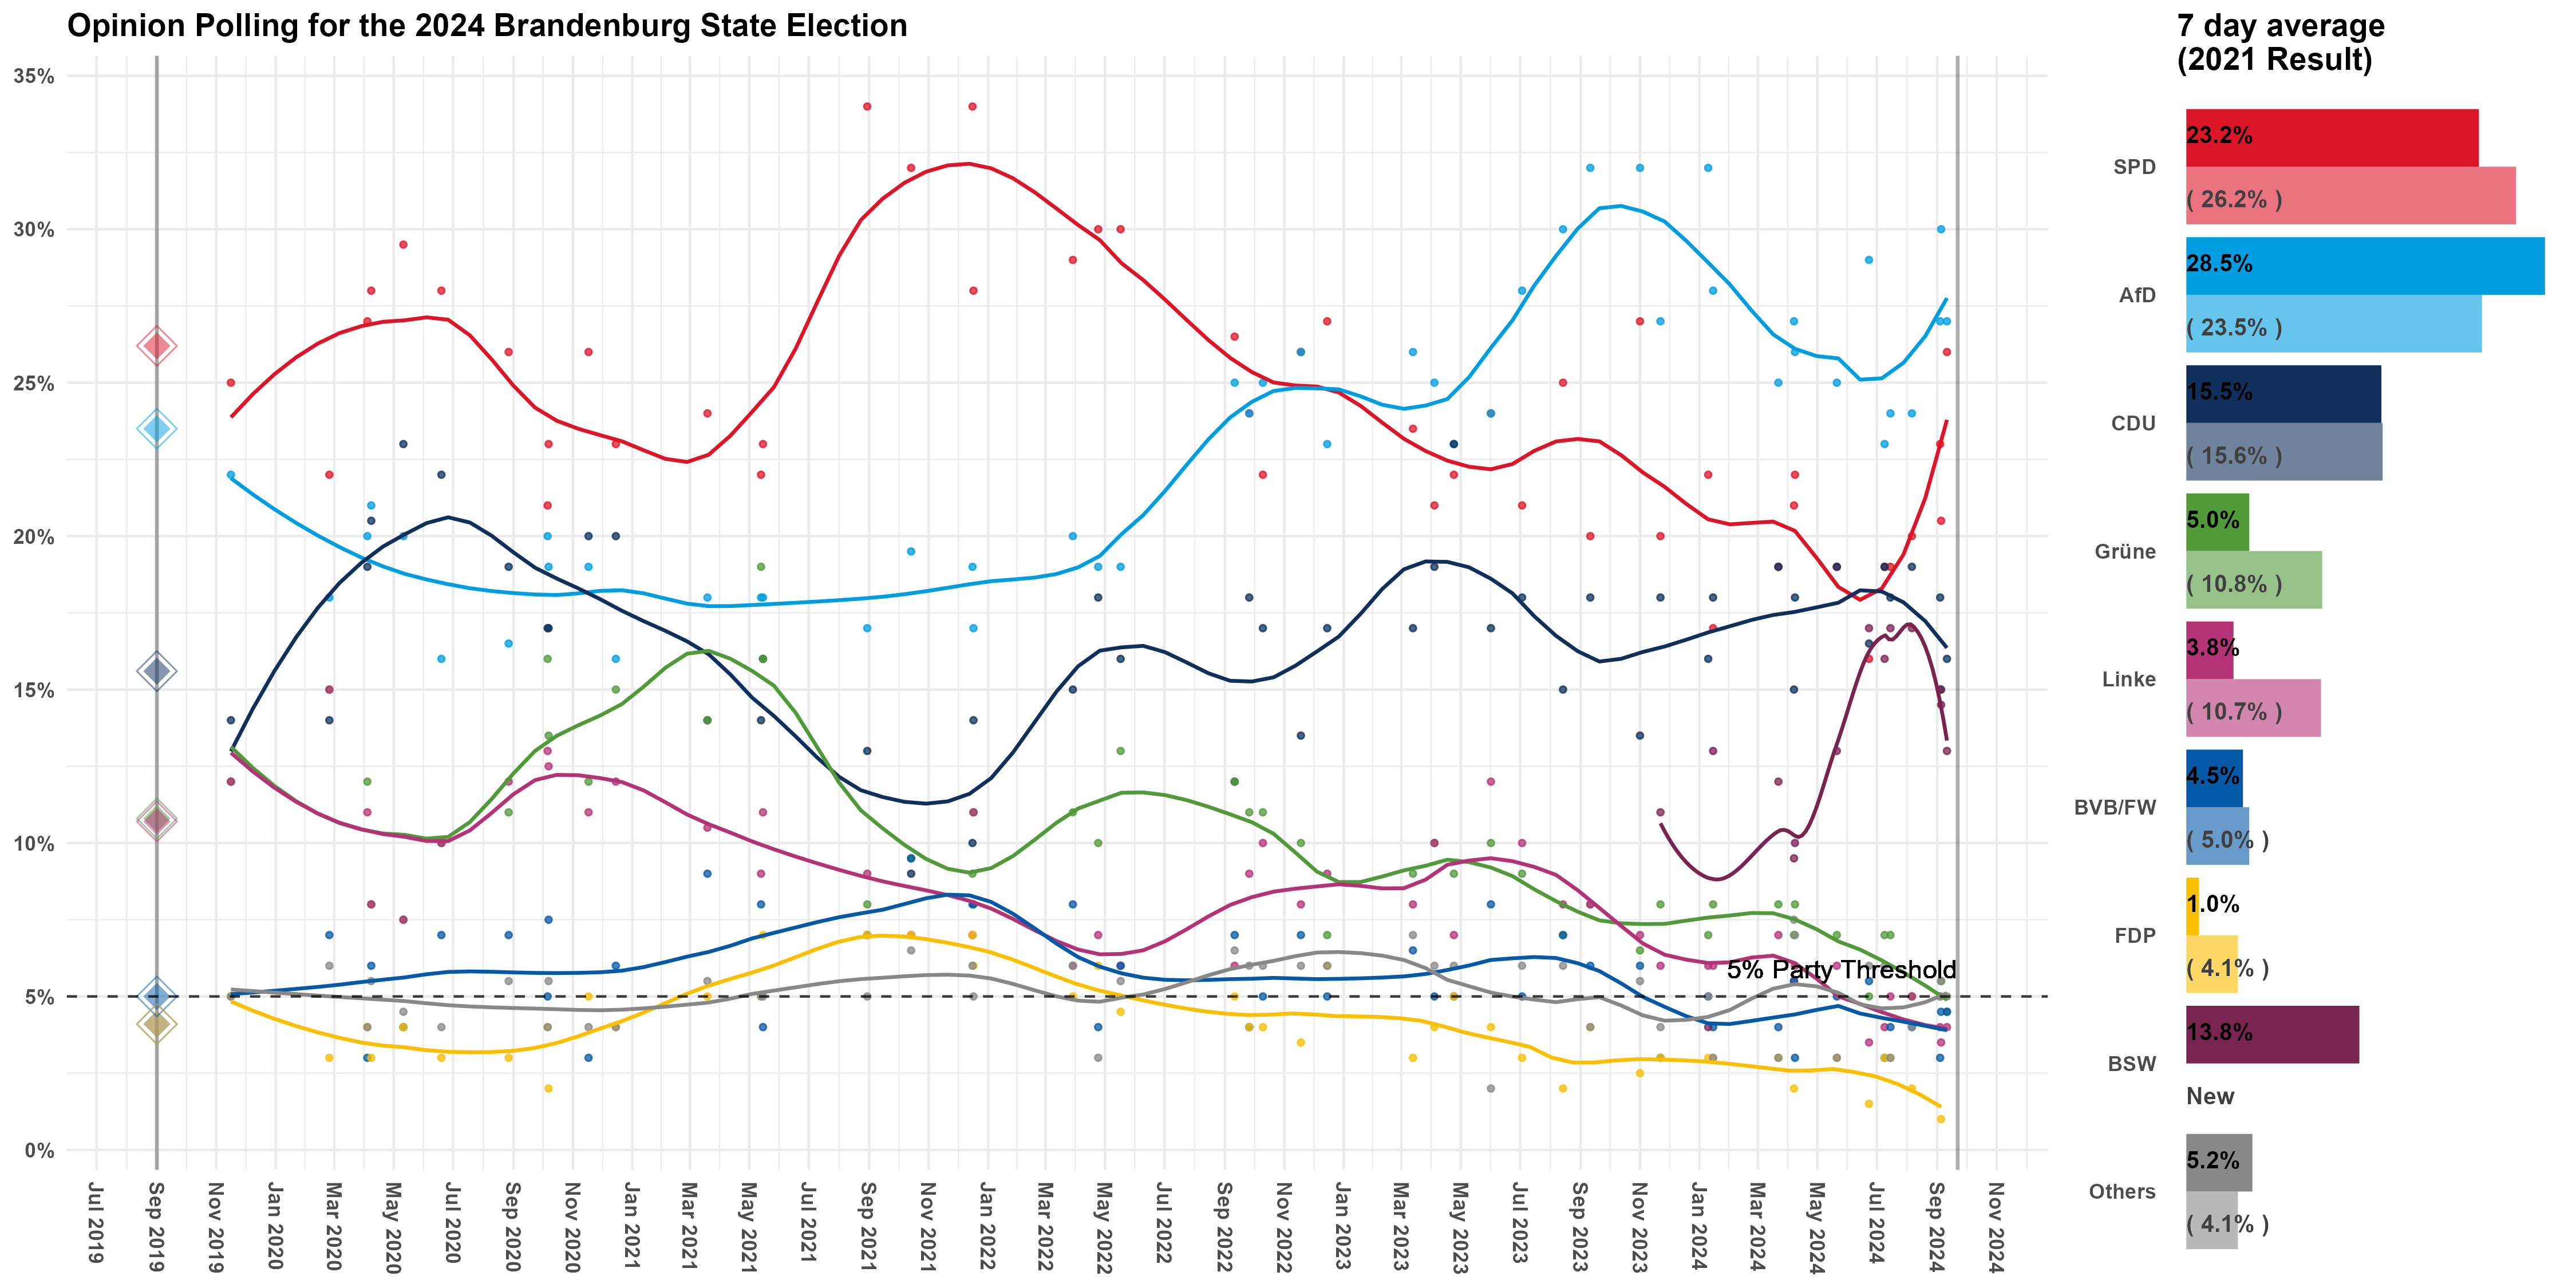 Opinion Polling for the 2024 Brandenburg State Election
7 day average
(2021 Result)
35%
30%
25%
20%
15%
10%
5%
0%
5% Party Threshold
Jul 2019
Sep 2019
Nov 2019
Jan 2020
Mar 2020
May 2020
Jul 2020
Sep 2020
Nov 2020
Jan 2021
Mar 2021
May 2021
Jul 2021
Sep 2021
Nov 2021
Jan 2022
Mar 2022
May 2022
Jul 2022
Sep 2022
Nov 2022
Jan 2023
Mar 2023
May 2023
Jul 2023
Sep 2023
Nov 2023
Jan 2024
Mar 2024
May 2024
Jul 2024
Sep 2024
Nov 2024
SPD
23.2%
( 26.2% )
AfD
28.5%
( 23.5% )
CDU
15.5%
( 15.6% )
Grüne
5.0%
( 10.8% )
Linke
3.8%
( 10.7% )
BVB/FW
4.5%
( 5.0% )
FDP
1.0%
( 4.1% )
BSW
13.8%
New
Others
5.2%
( 4.1% )